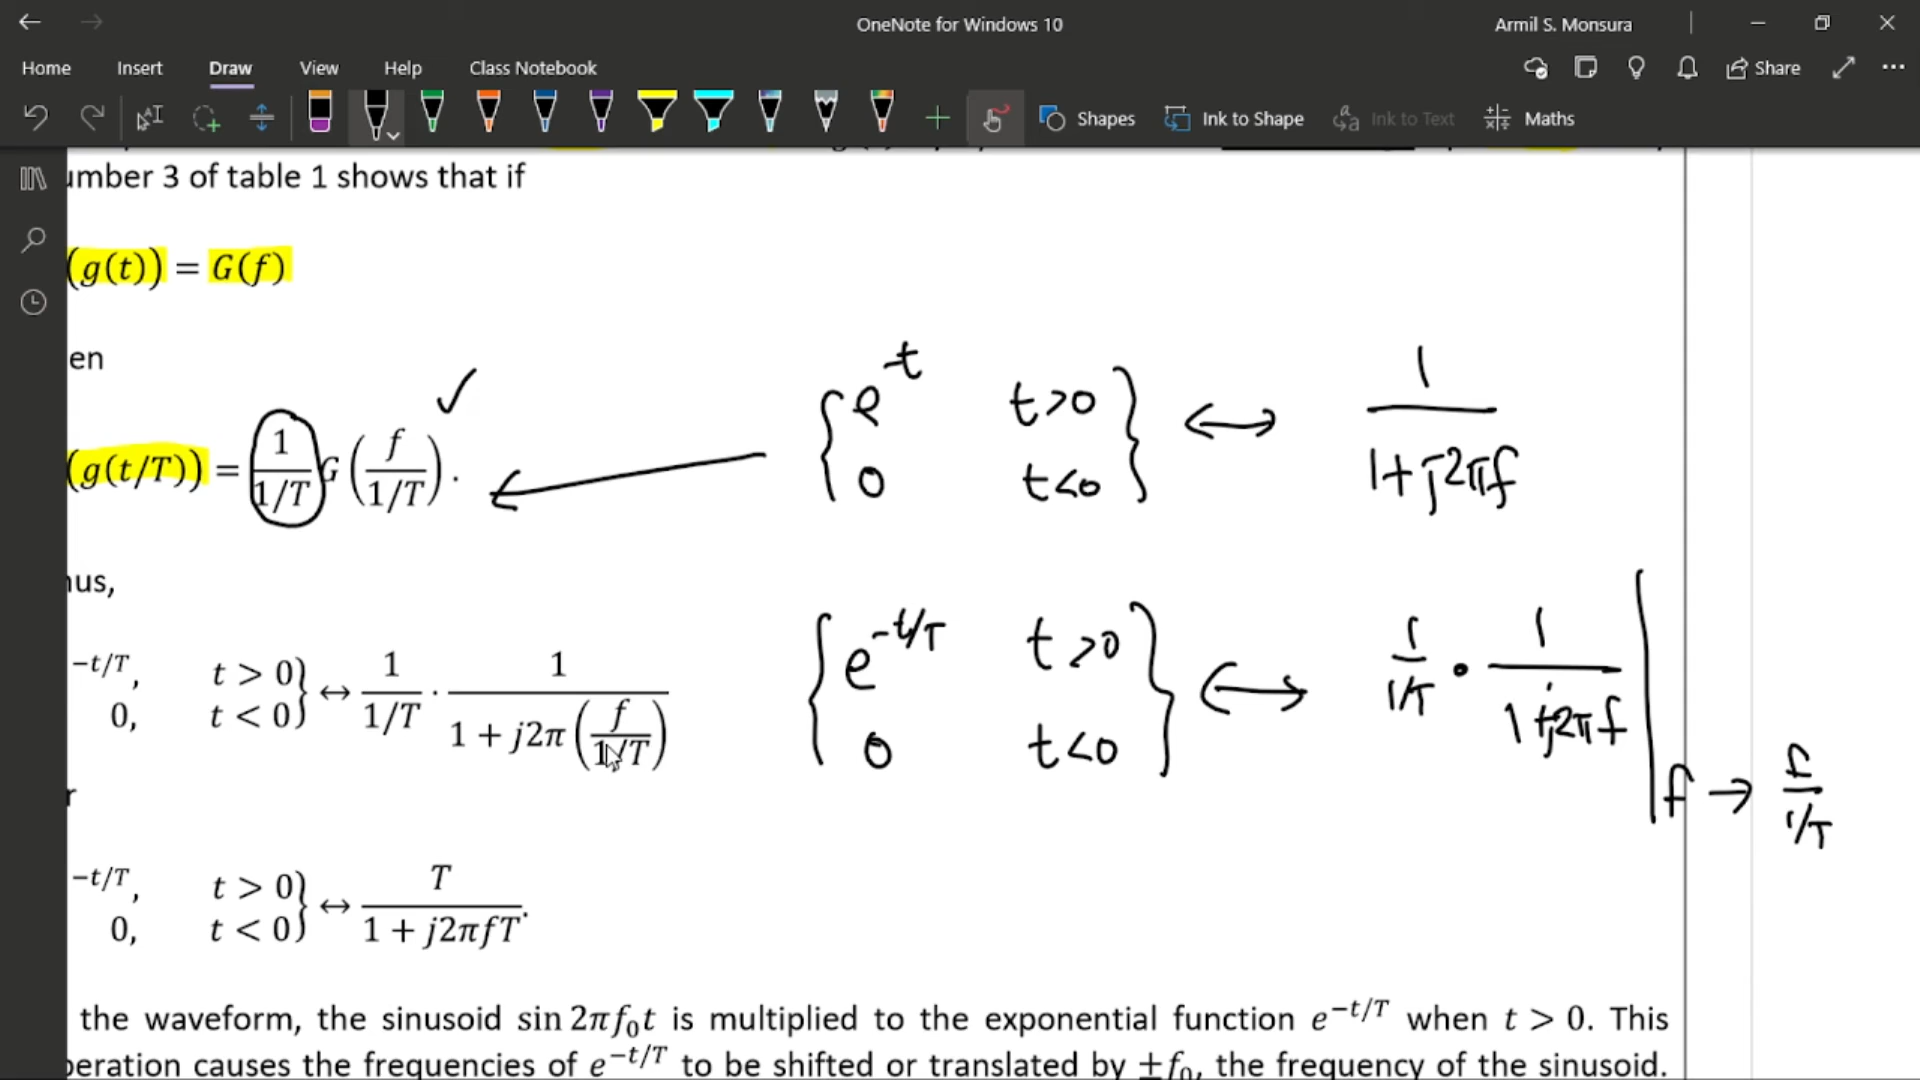 OneNote for Windows 10
Armil S. Monsura
Home Insert Draw View Help Class Notebook
Share
Shapes Ink to Shape Ink to Text Maths
umber 3 of table 1 shows that if
(g(t)) = G(f)
en
(g(t/T)) = 1/(1/T) G (f/(1/T)).
✓
{e^-t t>0
0 t<0} ↔ 1/(1+j2πf)
nus,
-t/T, t > 0
0, t < 0} ↔ 1/(1/T) · 1/(1 + j2π (f/(1/T)))
{e^-t/T t>0
0 t<0} ↔ 1/(1/T) • 1/(1+j2πf) | f → f/(1/T)
r
-t/T, t > 0
0, t < 0} ↔ T/(1 + j2πfT).
the waveform, the sinusoid sin 2πf₀t is multiplied to the exponential function e^−t/T when t > 0. This
peration causes the frequencies of e^−t/T to be shifted or translated by ±f₀, the frequency of the sinusoid.